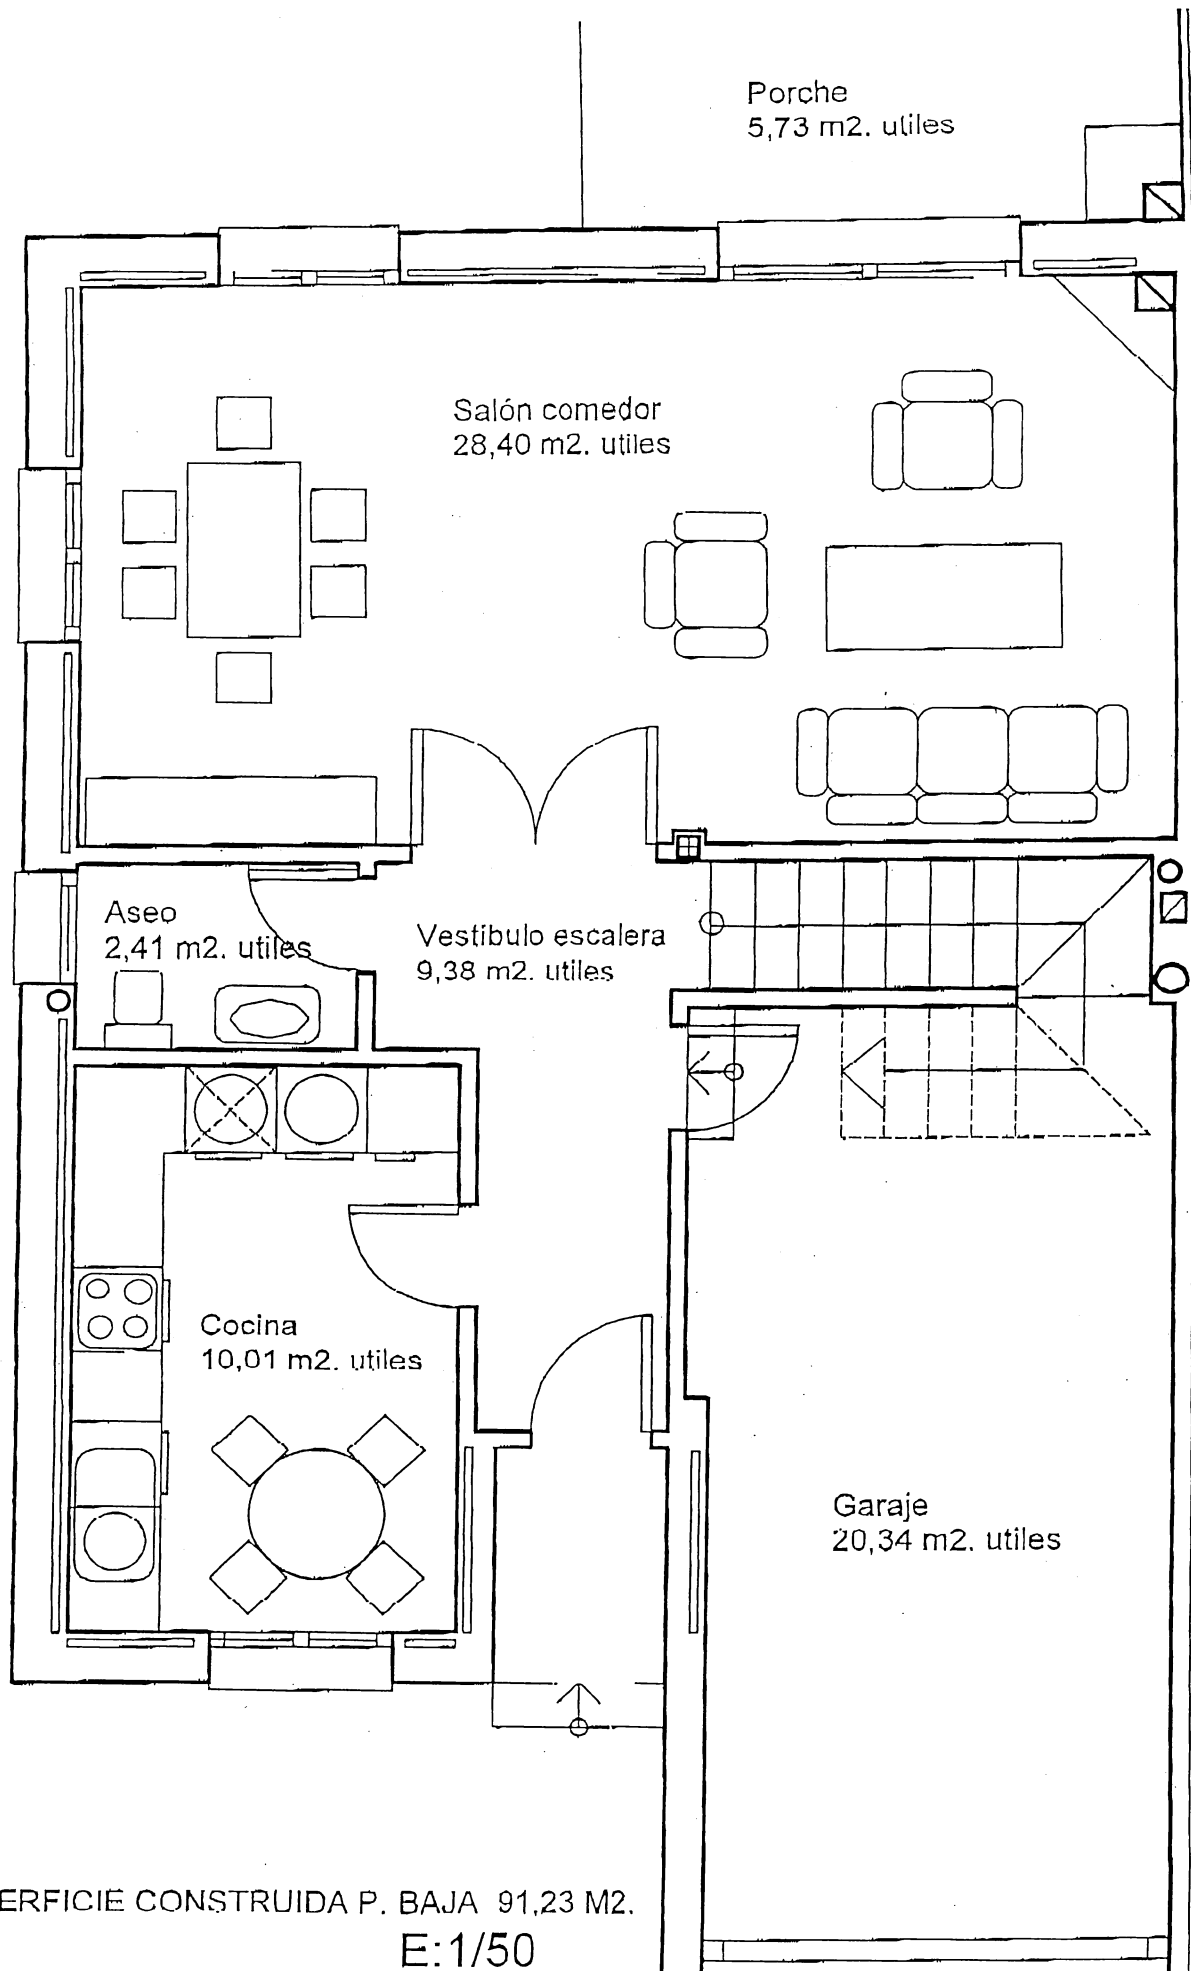 Porche
5,73 m2. utiles
Salón comedor
28,40 m2. utiles
Aseo
2,41 m2. utiles
Vestibulo escalera
9,38 m2. utiles
Cocina
10,01 m2. utiles
Garaje
20,34 m2. utiles
ERFICIE CONSTRUIDA P. BAJA 91,23 M2.
E:1/50